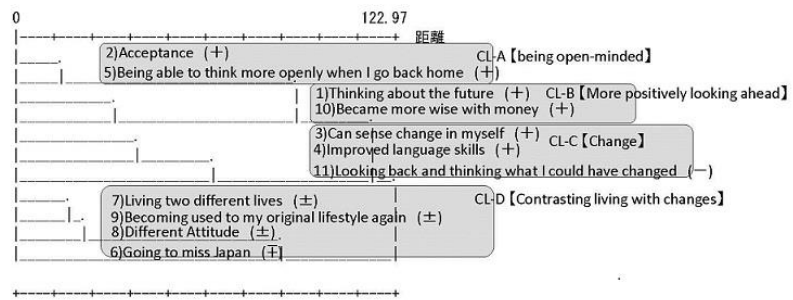 0 122.97
距離
2)Acceptance (+) CL-A【being open-minded】
5)Being able to think more openly when I go back home (+)
1)Thinking about the future (+) CL-B【More positively looking ahead】
10)Became more wise with money (+)
3)Can sense change in myself (+) CL-C【Change】
4)Improved language skills (+)
11)Looking back and thinking what I could have changed (—)
7)Living two different lives (±) CL-D【Contrasting living with changes】
9)Becoming used to my original lifestyle again (±)
8)Different Attitude (±)
6)Going to miss Japan (∓)